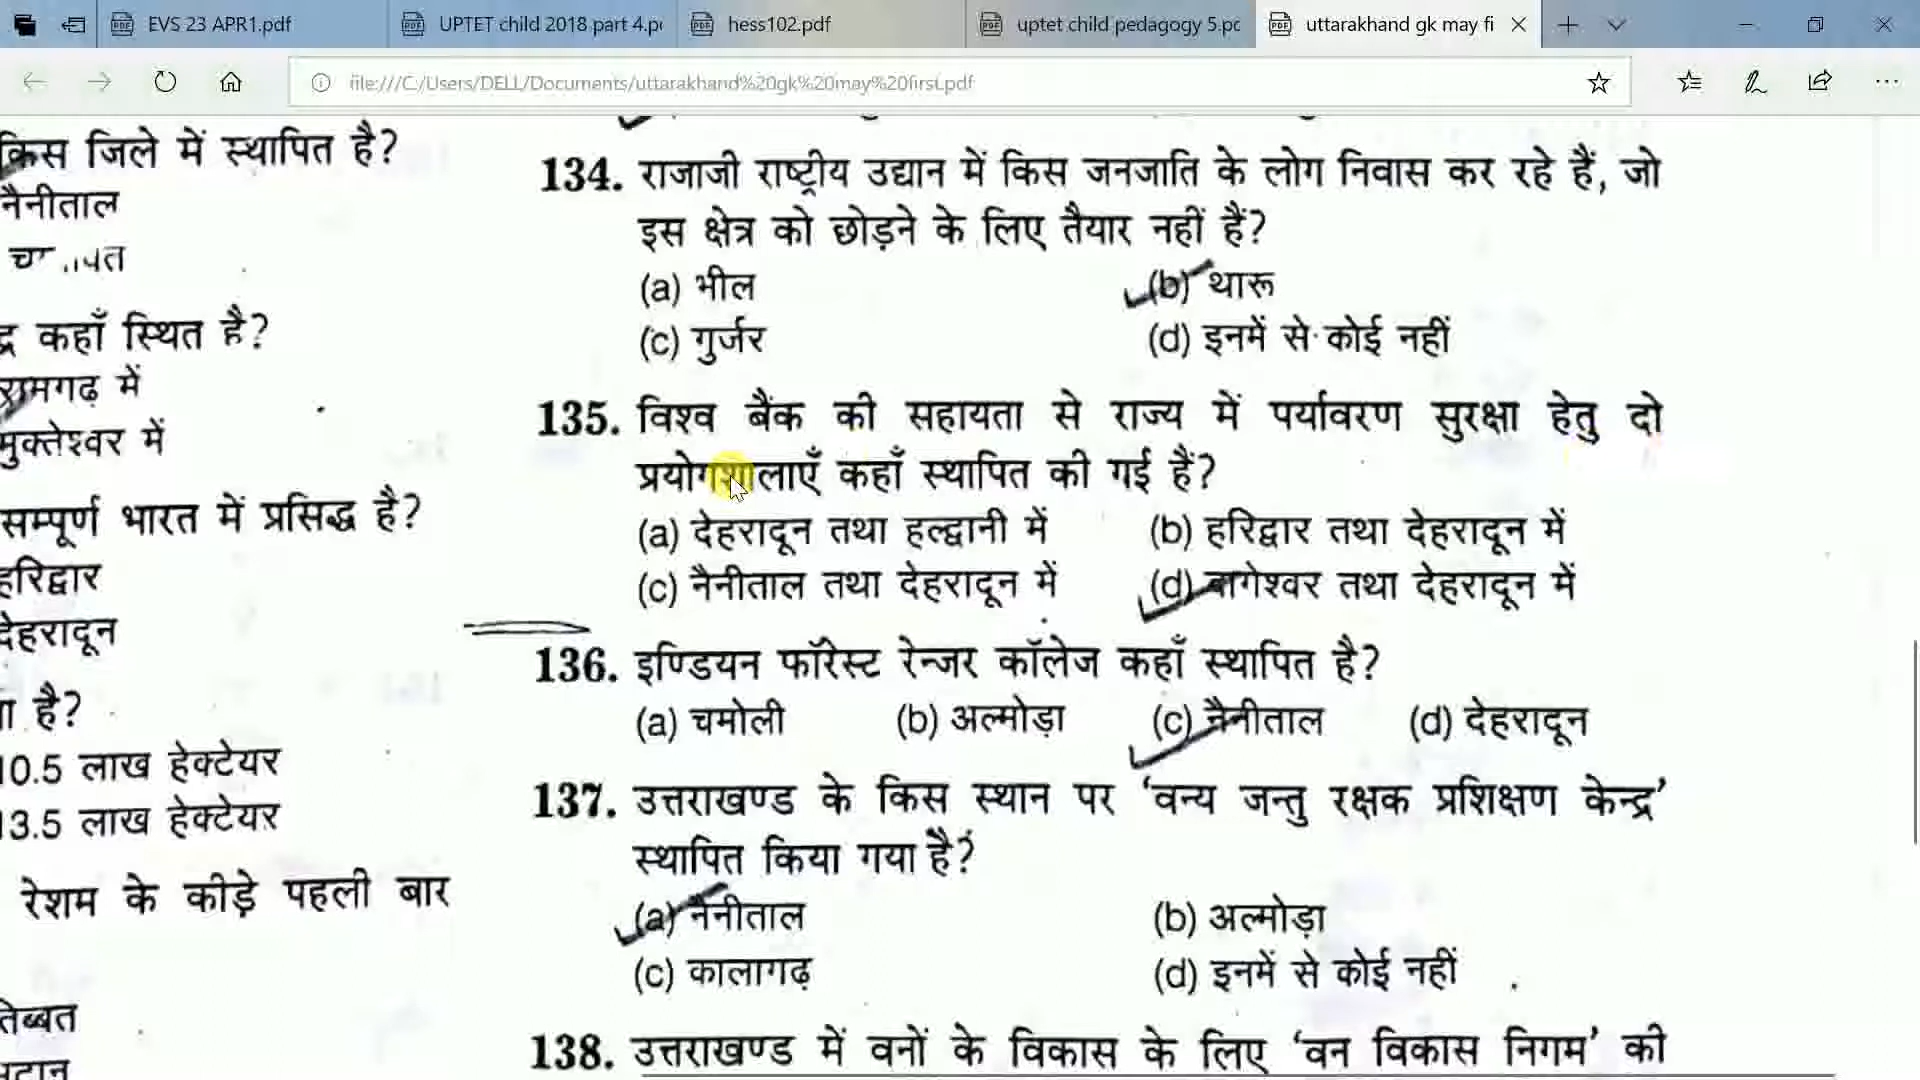 EVS 23 APR1.pdf
UPTET child 2018 part 4.p
hess102.pdf
uptet child pedagogy 5.pc
uttarakhand gk may fi
file:///C:/Users/DELL/Documents/uttarakhand%20gk%20may%20first.pdf
किस जिले में स्थापित है?
नैनीताल
कहाँ स्थित है?
रामगढ़ में
मुक्तेश्वर में
सम्पूर्ण भारत में प्रसिद्ध है?
हरिद्वार
देहरादून
है?
10.5 लाख हेक्टेयर
13.5 लाख हेक्टेयर
रेशम के कीड़े पहली बार
तिब्बत
134. राजाजी राष्ट्रीय उद्यान में किस जनजाति के लोग निवास कर रहे हैं, जो
इस क्षेत्र को छोड़ने के लिए तैयार नहीं हैं?
(a) भील (b) थारू
(c) गुर्जर (d) इनमें से कोई नहीं
135. विश्व बैंक की सहायता से राज्य में पर्यावरण सुरक्षा हेतु दो
प्रयोगशालाएँ कहाँ स्थापित की गई हैं?
(a) देहरादून तथा हल्द्वानी में (b) हरिद्वार तथा देहरादून में
(c) नैनीताल तथा देहरादून में (d) बागेश्वर तथा देहरादून में
136. इण्डियन फॉरेस्ट रेन्जर कॉलेज कहाँ स्थापित है?
(a) चमोली (b) अल्मोड़ा (c) नैनीताल (d) देहरादून
137. उत्तराखण्ड के किस स्थान पर ‘वन्य जन्तु रक्षक प्रशिक्षण केन्द्र’
स्थापित किया गया है?
(a) नैनीताल (b) अल्मोड़ा
(c) कालागढ़ (d) इनमें से कोई नहीं
138. उत्तराखण्ड में वनों के विकास के लिए ‘वन विकास निगम’ की